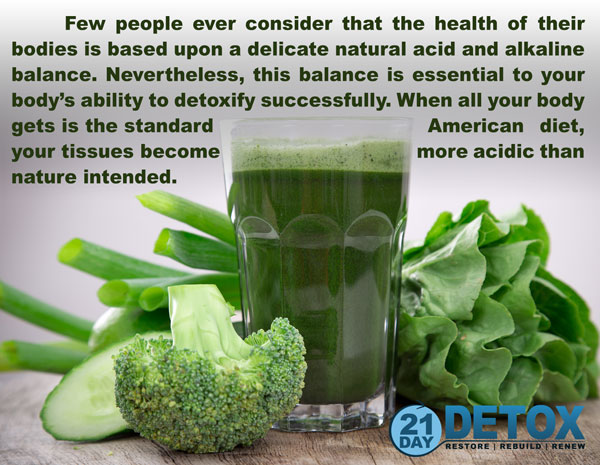 Few people ever consider that the health of their
bodies is based upon a delicate natural acid and alkaline
balance. Nevertheless, this balance is essential to your
body's ability to detoxify successfully. When all your body
gets is the standard American diet,
your tissues become more acidic than
nature intended.
21 DETOX
DAY RESTORE | REBUILD | RENEW